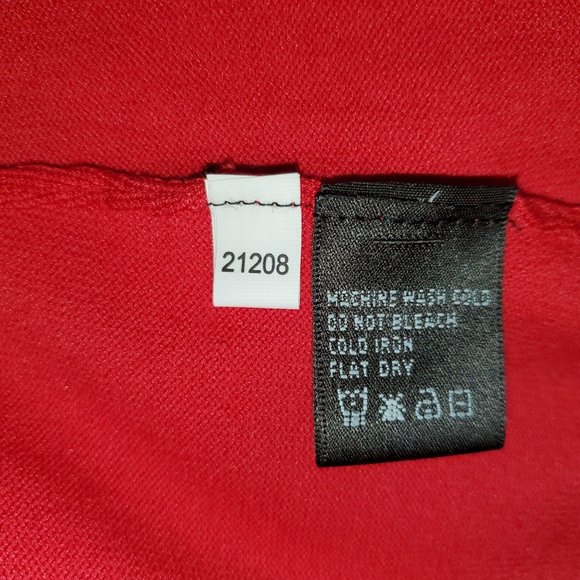 21208
MACHINE WASH COLD
DO NOT BLEACH
COLD IRON
FLAT DRY